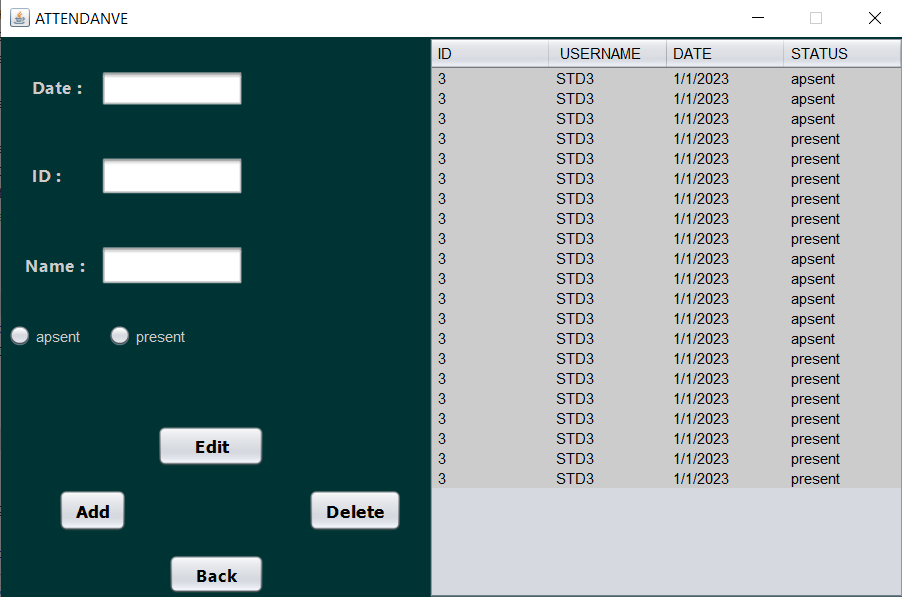 ATTENDANVE
Date :
ID :
Name :
apsent present
Edit
Add Delete
Back
ID USERNAME DATE STATUS
3 STD3 1/1/2023 apsent
3 STD3 1/1/2023 apsent
3 STD3 1/1/2023 apsent
3 STD3 1/1/2023 present
3 STD3 1/1/2023 present
3 STD3 1/1/2023 present
3 STD3 1/1/2023 present
3 STD3 1/1/2023 present
3 STD3 1/1/2023 present
3 STD3 1/1/2023 apsent
3 STD3 1/1/2023 apsent
3 STD3 1/1/2023 apsent
3 STD3 1/1/2023 apsent
3 STD3 1/1/2023 apsent
3 STD3 1/1/2023 present
3 STD3 1/1/2023 present
3 STD3 1/1/2023 present
3 STD3 1/1/2023 present
3 STD3 1/1/2023 present
3 STD3 1/1/2023 present
3 STD3 1/1/2023 present